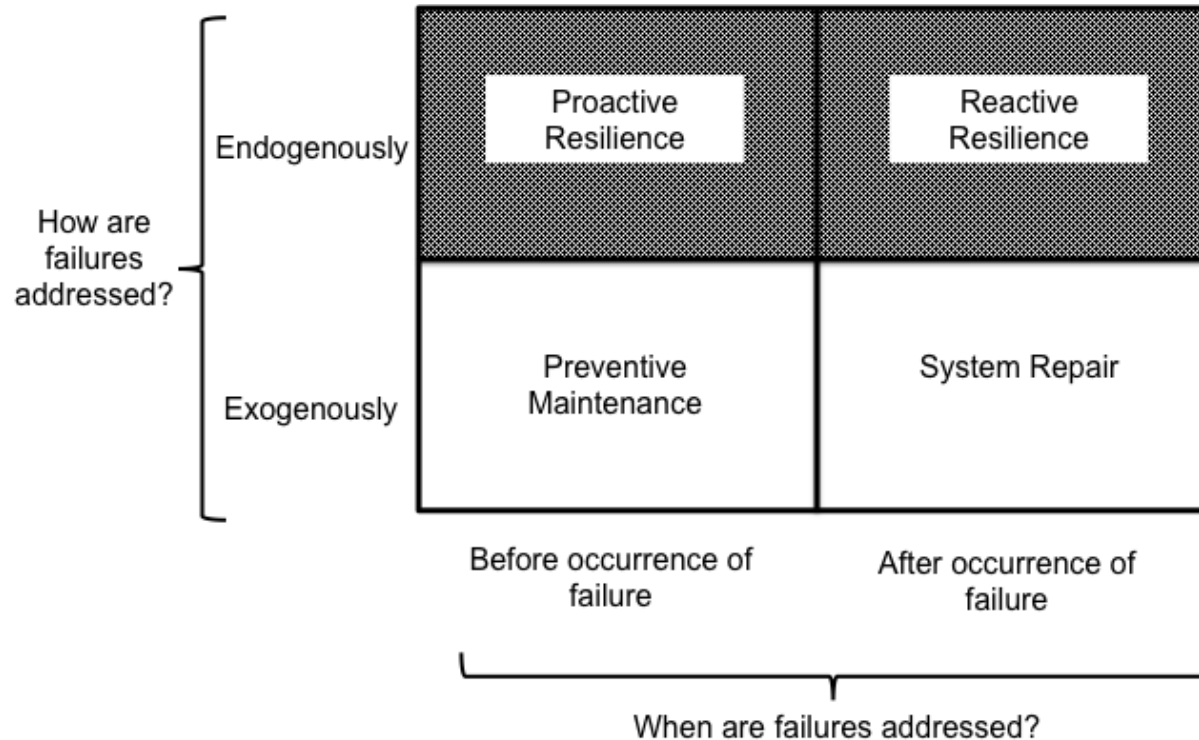 Proactive
Resilience
Reactive
Resilience
Endogenously
How are
failures
addressed?
Preventive
Maintenance
System Repair
Exogenously
Before occurrence of
failure
After occurrence of
failure
When are failures addressed?